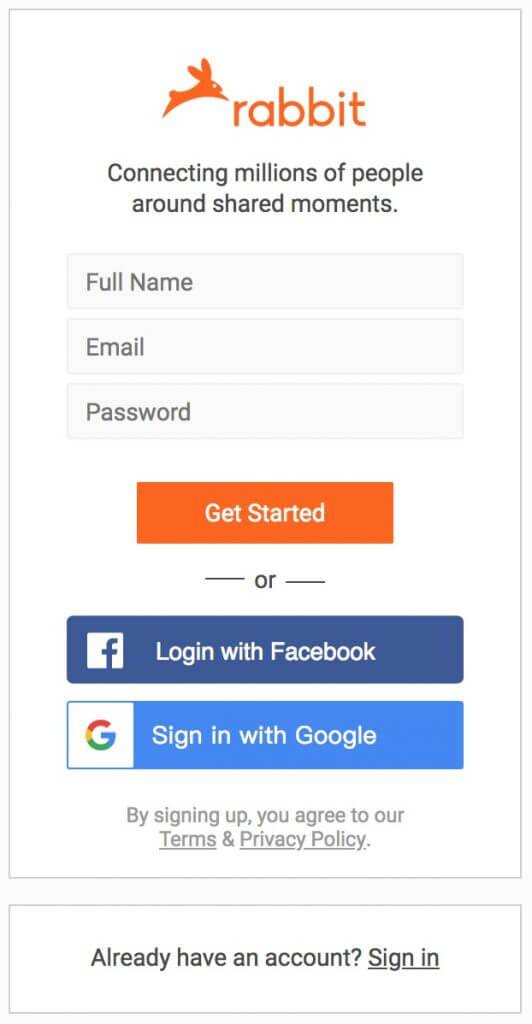 rabbit
Connecting millions of people
around shared moments.
Full Name
Email
Password
Get Started
or
Login with Facebook
Sign in with Google
By signing up, you agree to our
Terms & Privacy Policy.
Already have an account? Sign in